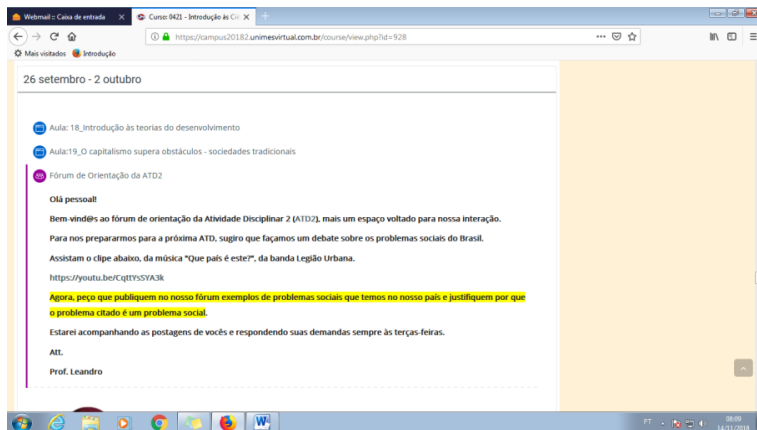 Webmail :: Caixa de entrada
Curso: 0421 - Introdução às Ciê
https://campus20182.unimesvirtual.com.br/course/view.php?id=928
Mais visitados Introdução
26 setembro - 2 outubro
Aula: 18_Introdução às teorias do desenvolvimento
Aula:19_O capitalismo supera obstáculos - sociedades tradicionais
Fórum de Orientação da ATD2
Olá pessoal!
Bem-vind@s ao fórum de orientação da Atividade Disciplinar 2 (ATD2), mais um espaço voltado para nossa interação.
Para nos prepararmos para a próxima ATD, sugiro que façamos um debate sobre os problemas sociais do Brasil.
Assistam o clipe abaixo, da música "Que país é este?", da banda Legião Urbana.
https://youtu.be/CqttYsSYA3k
Agora, peço que publiquem no nosso fórum exemplos de problemas sociais que temos no nosso país e justifiquem por que
o problema citado é um problema social.
Estarei acompanhando as postagens de vocês e respondendo suas demandas sempre às terças-feiras.
Att.
Prof. Leandro
PT
08:09
14/11/2018